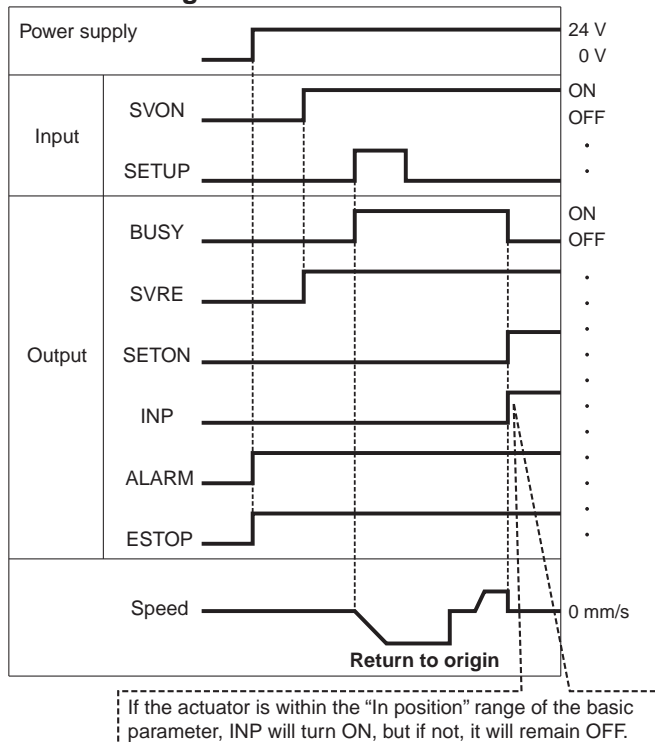 Power supply
24 V
0 V
Input
SVON
ON
OFF
SETUP
Output
BUSY
ON
OFF
SVRE
SETON
INP
ALARM
ESTOP
Speed
0 mm/s
Return to origin
If the actuator is within the “In position” range of the basic
parameter, INP will turn ON, but if not, it will remain OFF.